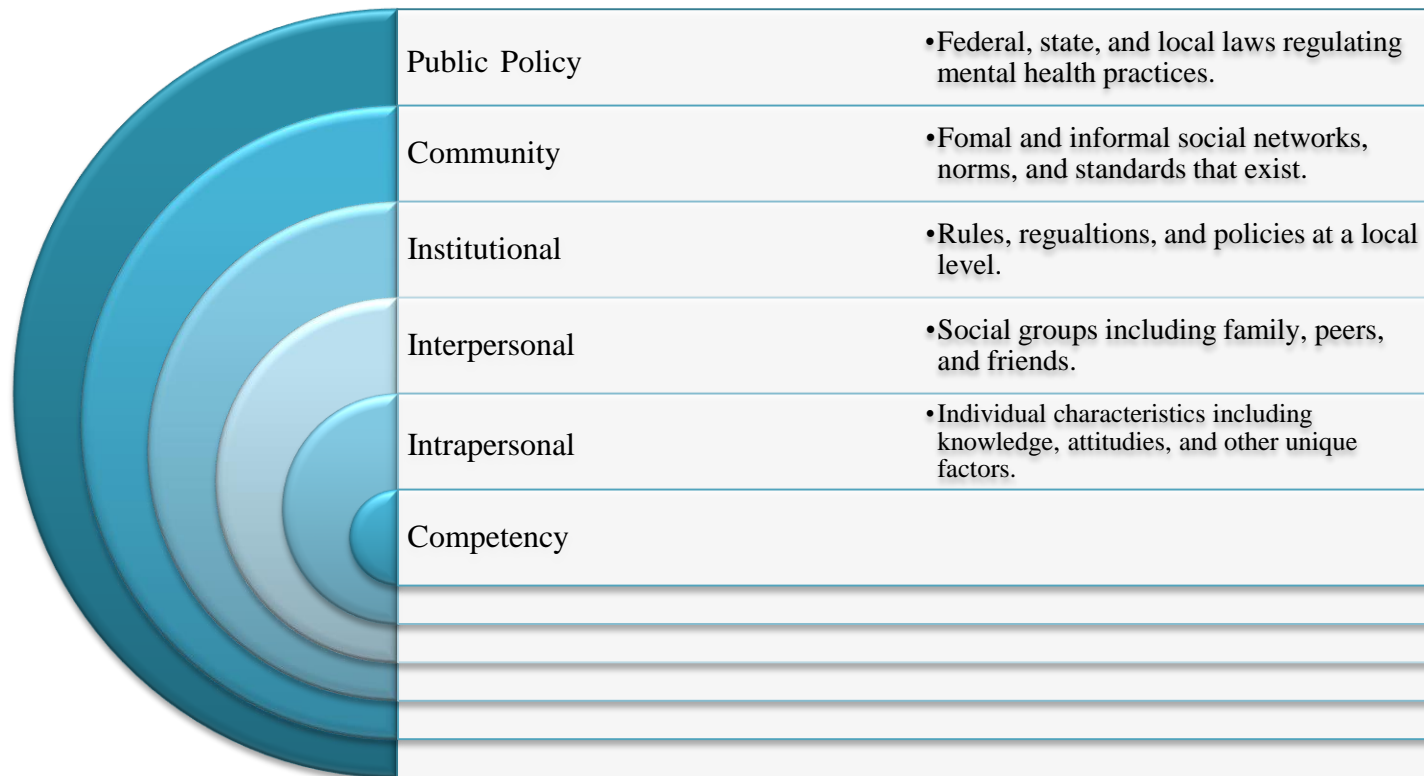 Public Policy
•Federal, state, and local laws regulating
mental health practices.
Community
•Fomal and informal social networks,
norms, and standards that exist.
Institutional
•Rules, regualtions, and policies at a local
level.
Interpersonal
•Social groups including family, peers,
and friends.
Intrapersonal
•Individual characteristics including
knowledge, attitudies, and other unique
factors.
Competency